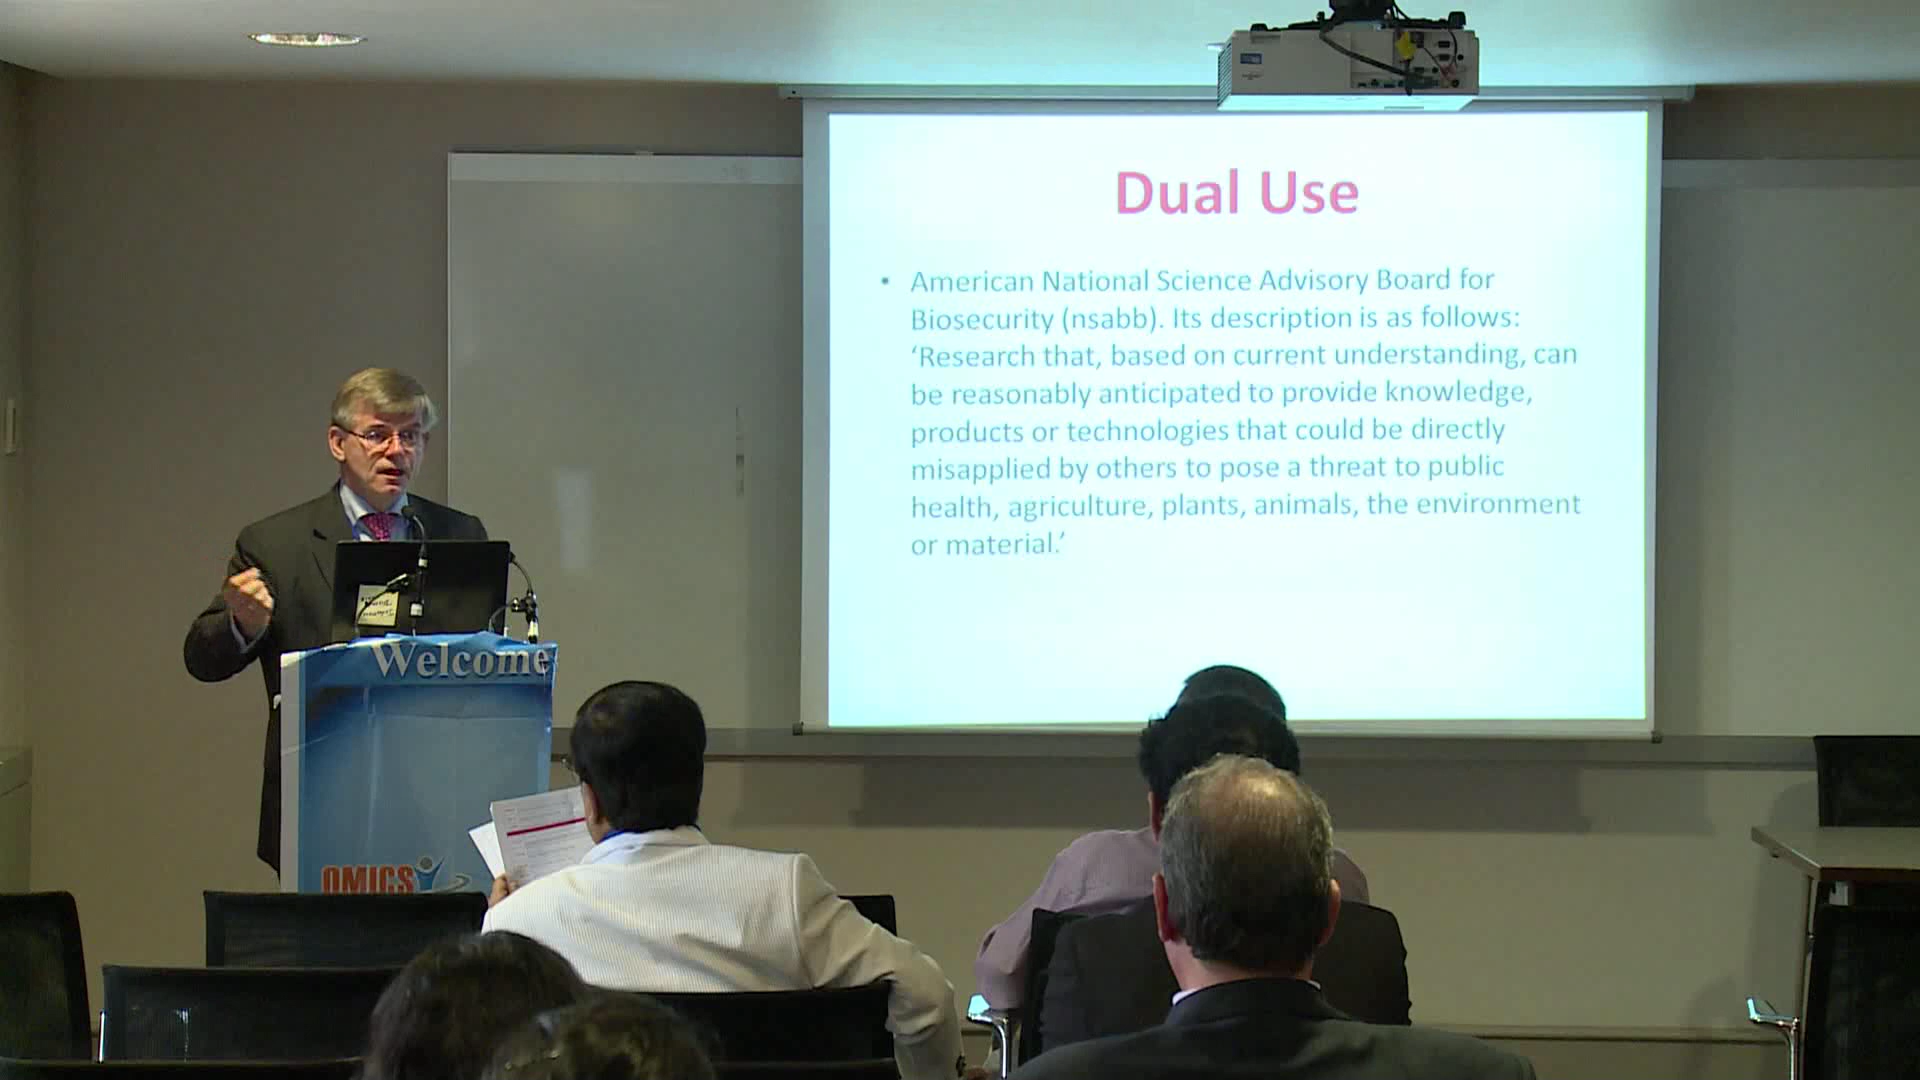 Dual Use
• American National Science Advisory Board for
Biosecurity (nsabb). Its description is as follows:
‘Research that, based on current understanding, can
be reasonably anticipated to provide knowledge,
products or technologies that could be directly
misapplied by others to pose a threat to public
health, agriculture, plants, animals, the environment
or material.’
Welcome
OMICS